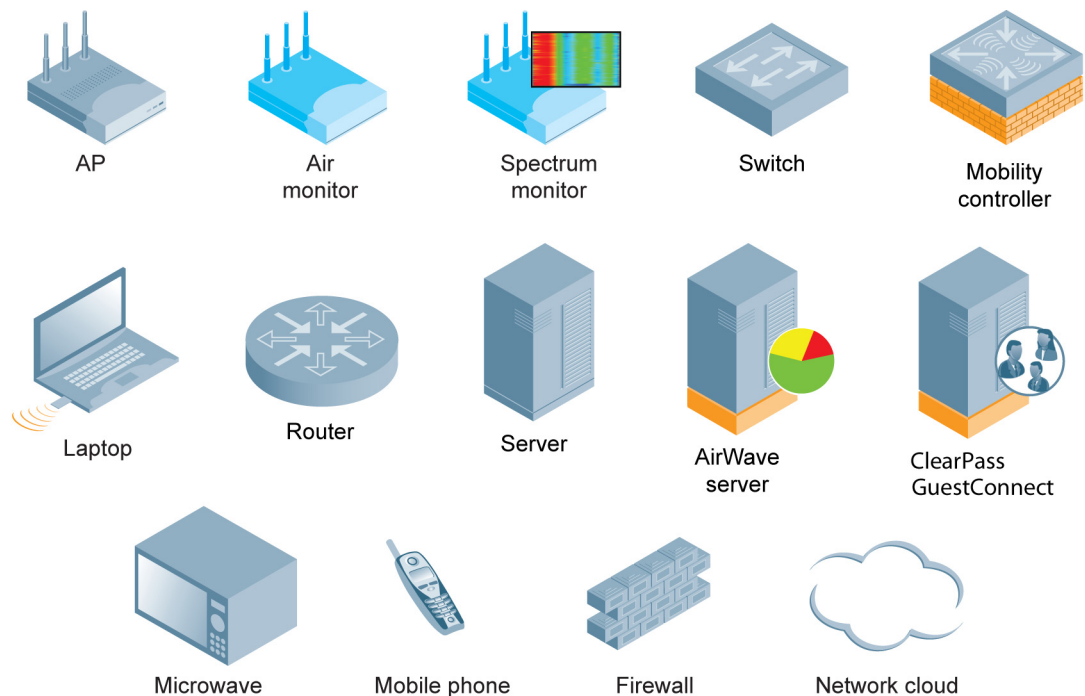 AP
Air
monitor
Spectrum
monitor
Switch
Mobility
controller
Laptop
Router
Server
AirWave
server
ClearPass
GuestConnect
Microwave
Mobile phone
Firewall
Network cloud